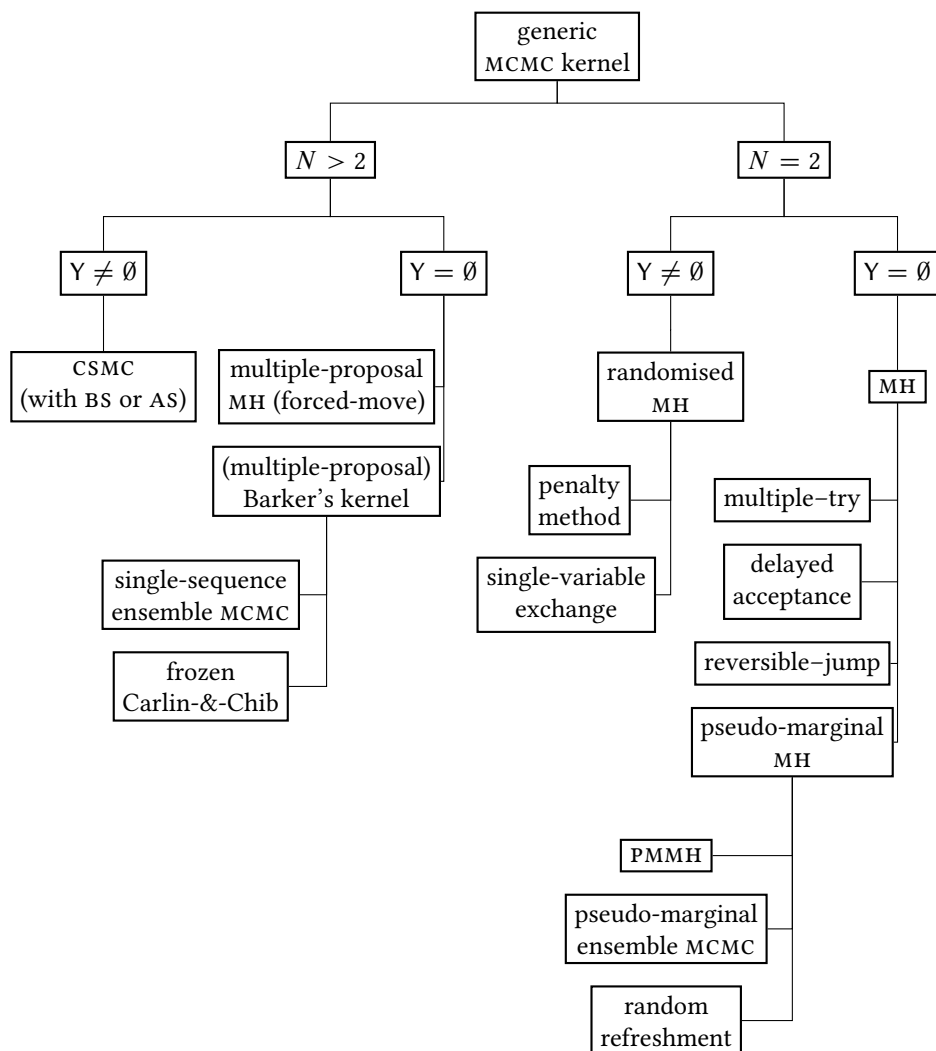 generic
MCMC kernel
N > 2
N = 2
Y ≠ ∅
Y = ∅
Y ≠ ∅
Y = ∅
CSMC
(with BS or AS)
multiple-proposal
MH (forced-move)
(multiple-proposal)
Barker's kernel
single-sequence
ensemble MCMC
frozen
Carlin-&-Chib
randomised
MH
penalty
method
single-variable
exchange
MH
multiple–try
delayed
acceptance
reversible–jump
pseudo-marginal
MH
PMMH
pseudo-marginal
ensemble MCMC
random
refreshment